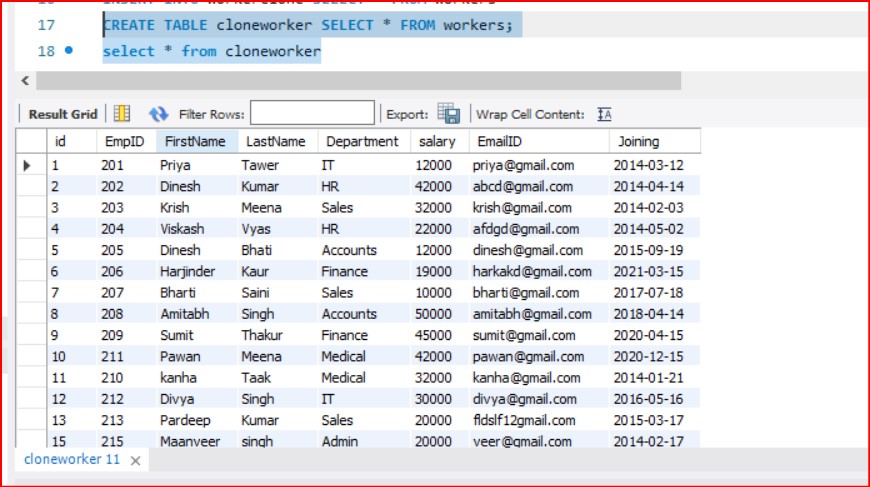 17 CREATE TABLE cloneworker SELECT * FROM workers;
18 select * from cloneworker
Result Grid Filter Rows: Export: Wrap Cell Content: IA
id EmpID FirstName LastName Department salary EmailID Joining
1 201 Priya Tawer IT 12000 priya@gmail.com 2014-03-12
2 202 Dinesh Kumar HR 42000 abcd@gmail.com 2014-04-14
3 203 Krish Meena Sales 32000 krish@gmail.com 2014-02-03
4 204 Viskash Vyas HR 22000 afdgd@gmail.com 2014-05-02
5 205 Dinesh Bhati Accounts 12000 dinesh@gmail.com 2015-09-19
6 206 Harjinder Kaur Finance 19000 harkakd@gmail.com 2021-03-15
7 207 Bharti Saini Sales 10000 bharti@gmail.com 2017-07-18
8 208 Amitabh Singh Accounts 50000 amitabh@gmail.com 2018-04-14
9 209 Sumit Thakur Finance 45000 sumit@gmail.com 2020-04-15
10 211 Pawan Meena Medical 42000 pawan@gmail.com 2020-12-15
11 210 kanha Taak Medical 32000 kanha@gmail.com 2014-01-21
12 212 Divya Singh IT 30000 divya@gmail.com 2016-05-16
13 213 Pardeep Kumar Sales 20000 fldslf12gmail.com 2015-03-17
15 215 Maanveer singh Admin 20000 veer@gmail.com 2014-02-17
cloneworker 11